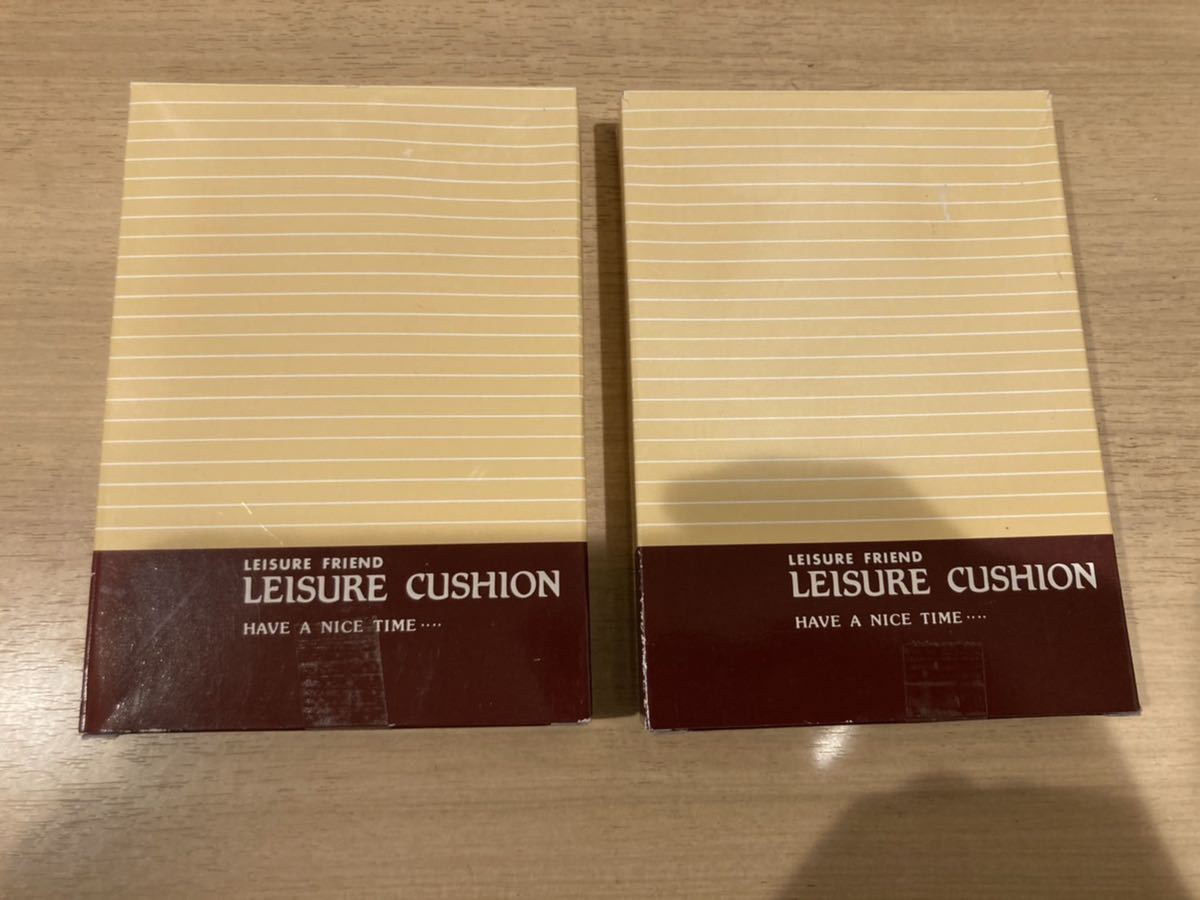 LEISURE FRIEND
LEISURE CUSHION
HAVE A NICE TIME ····
LEISURE FRIEND
LEISURE CUSHION
HAVE A NICE TIME ····